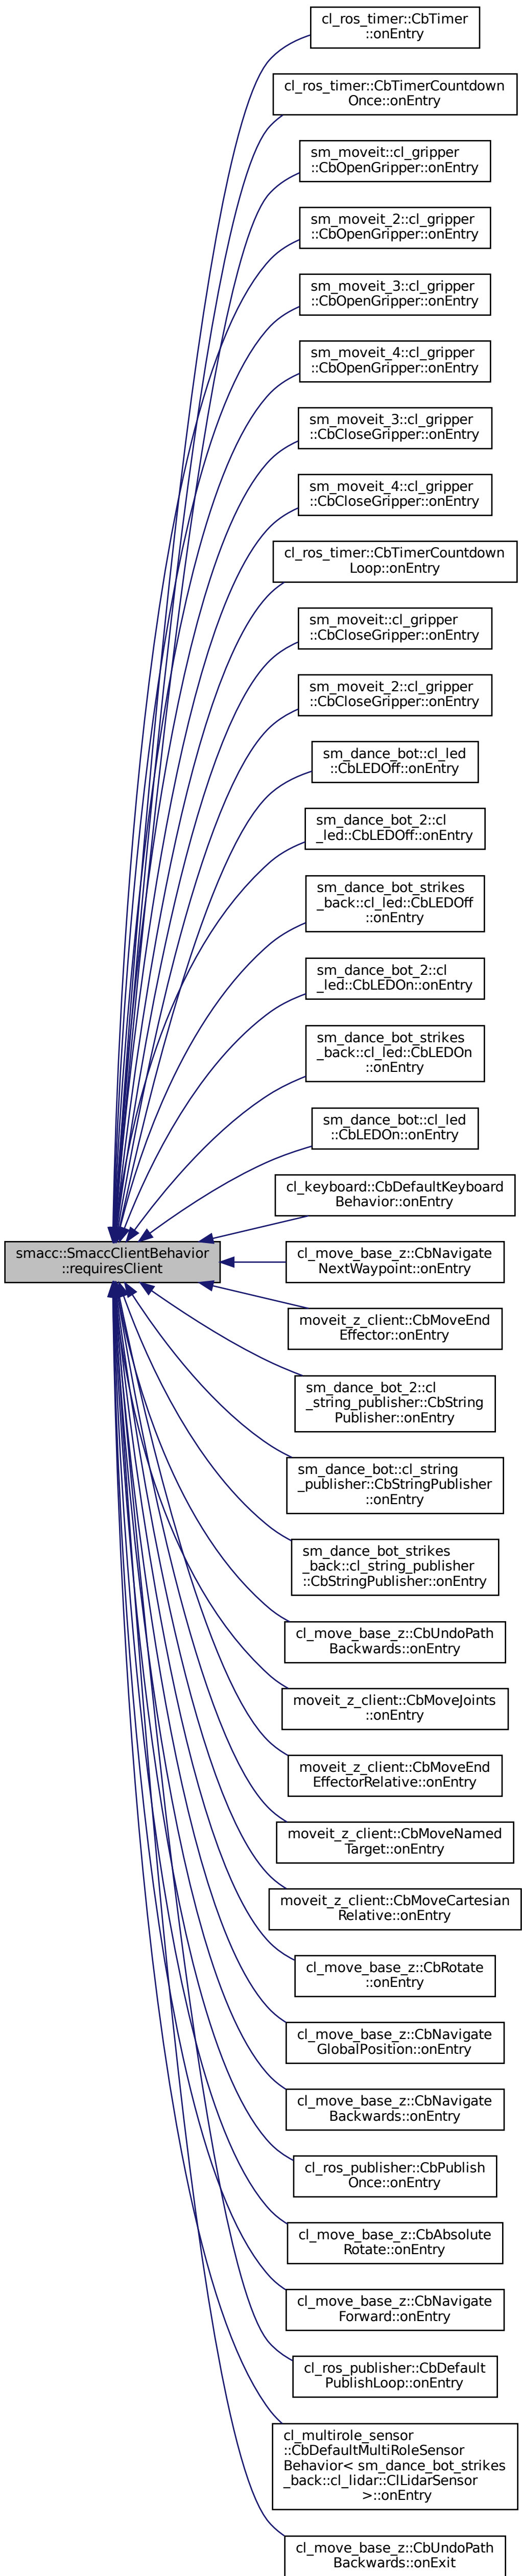 cl_ros_timer::CbTimer
::onEntry
cl_ros_timer::CbTimerCountdown
Once::onEntry
sm_moveit::cl_gripper
::CbOpenGripper::onEntry
sm_moveit_2::cl_gripper
::CbOpenGripper::onEntry
sm_moveit_3::cl_gripper
::CbOpenGripper::onEntry
sm_moveit_4::cl_gripper
::CbOpenGripper::onEntry
sm_moveit_3::cl_gripper
::CbCloseGripper::onEntry
sm_moveit_4::cl_gripper
::CbCloseGripper::onEntry
cl_ros_timer::CbTimerCountdown
Loop::onEntry
sm_moveit::cl_gripper
::CbCloseGripper::onEntry
sm_moveit_2::cl_gripper
::CbCloseGripper::onEntry
sm_dance_bot::cl_led
::CbLEDOff::onEntry
sm_dance_bot_2::cl
_led::CbLEDOff::onEntry
sm_dance_bot_strikes
_back::cl_led::CbLEDOff
::onEntry
sm_dance_bot_2::cl
_led::CbLEDOn::onEntry
sm_dance_bot_strikes
_back::cl_led::CbLEDOn
::onEntry
sm_dance_bot::cl_led
::CbLEDOn::onEntry
cl_keyboard::CbDefaultKeyboard
Behavior::onEntry
smacc::SmaccClientBehavior
::requiresClient
cl_move_base_z::CbNavigate
NextWaypoint::onEntry
moveit_z_client::CbMoveEnd
Effector::onEntry
sm_dance_bot_2::cl
_string_publisher::CbString
Publisher::onEntry
sm_dance_bot::cl_string
_publisher::CbStringPublisher
::onEntry
sm_dance_bot_strikes
_back::cl_string_publisher
::CbStringPublisher::onEntry
cl_move_base_z::CbUndoPath
Backwards::onEntry
moveit_z_client::CbMoveJoints
::onEntry
moveit_z_client::CbMoveEnd
EffectorRelative::onEntry
moveit_z_client::CbMoveNamed
Target::onEntry
moveit_z_client::CbMoveCartesian
Relative::onEntry
cl_move_base_z::CbRotate
::onEntry
cl_move_base_z::CbNavigate
GlobalPosition::onEntry
cl_move_base_z::CbNavigate
Backwards::onEntry
cl_ros_publisher::CbPublish
Once::onEntry
cl_move_base_z::CbAbsolute
Rotate::onEntry
cl_move_base_z::CbNavigate
Forward::onEntry
cl_ros_publisher::CbDefault
PublishLoop::onEntry
cl_multirole_sensor
::CbDefaultMultiRoleSensor
Behavior< sm_dance_bot_strikes
_back::cl_lidar::ClLidarSensor
>::onEntry
cl_move_base_z::CbUndoPath
Backwards::onExit